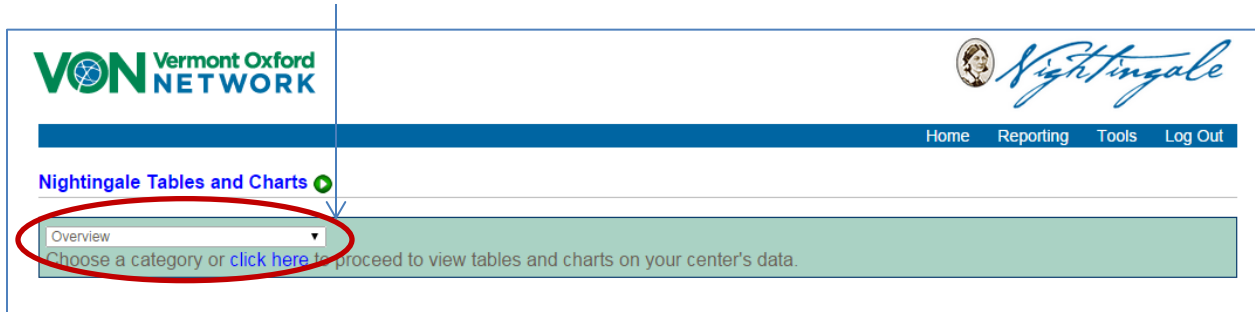 VON Vermont Oxford
NETWORK
Nightingale
Home Reporting Tools Log Out
Nightingale Tables and Charts
Overview
Choose a category or click here to proceed to view tables and charts on your center's data.